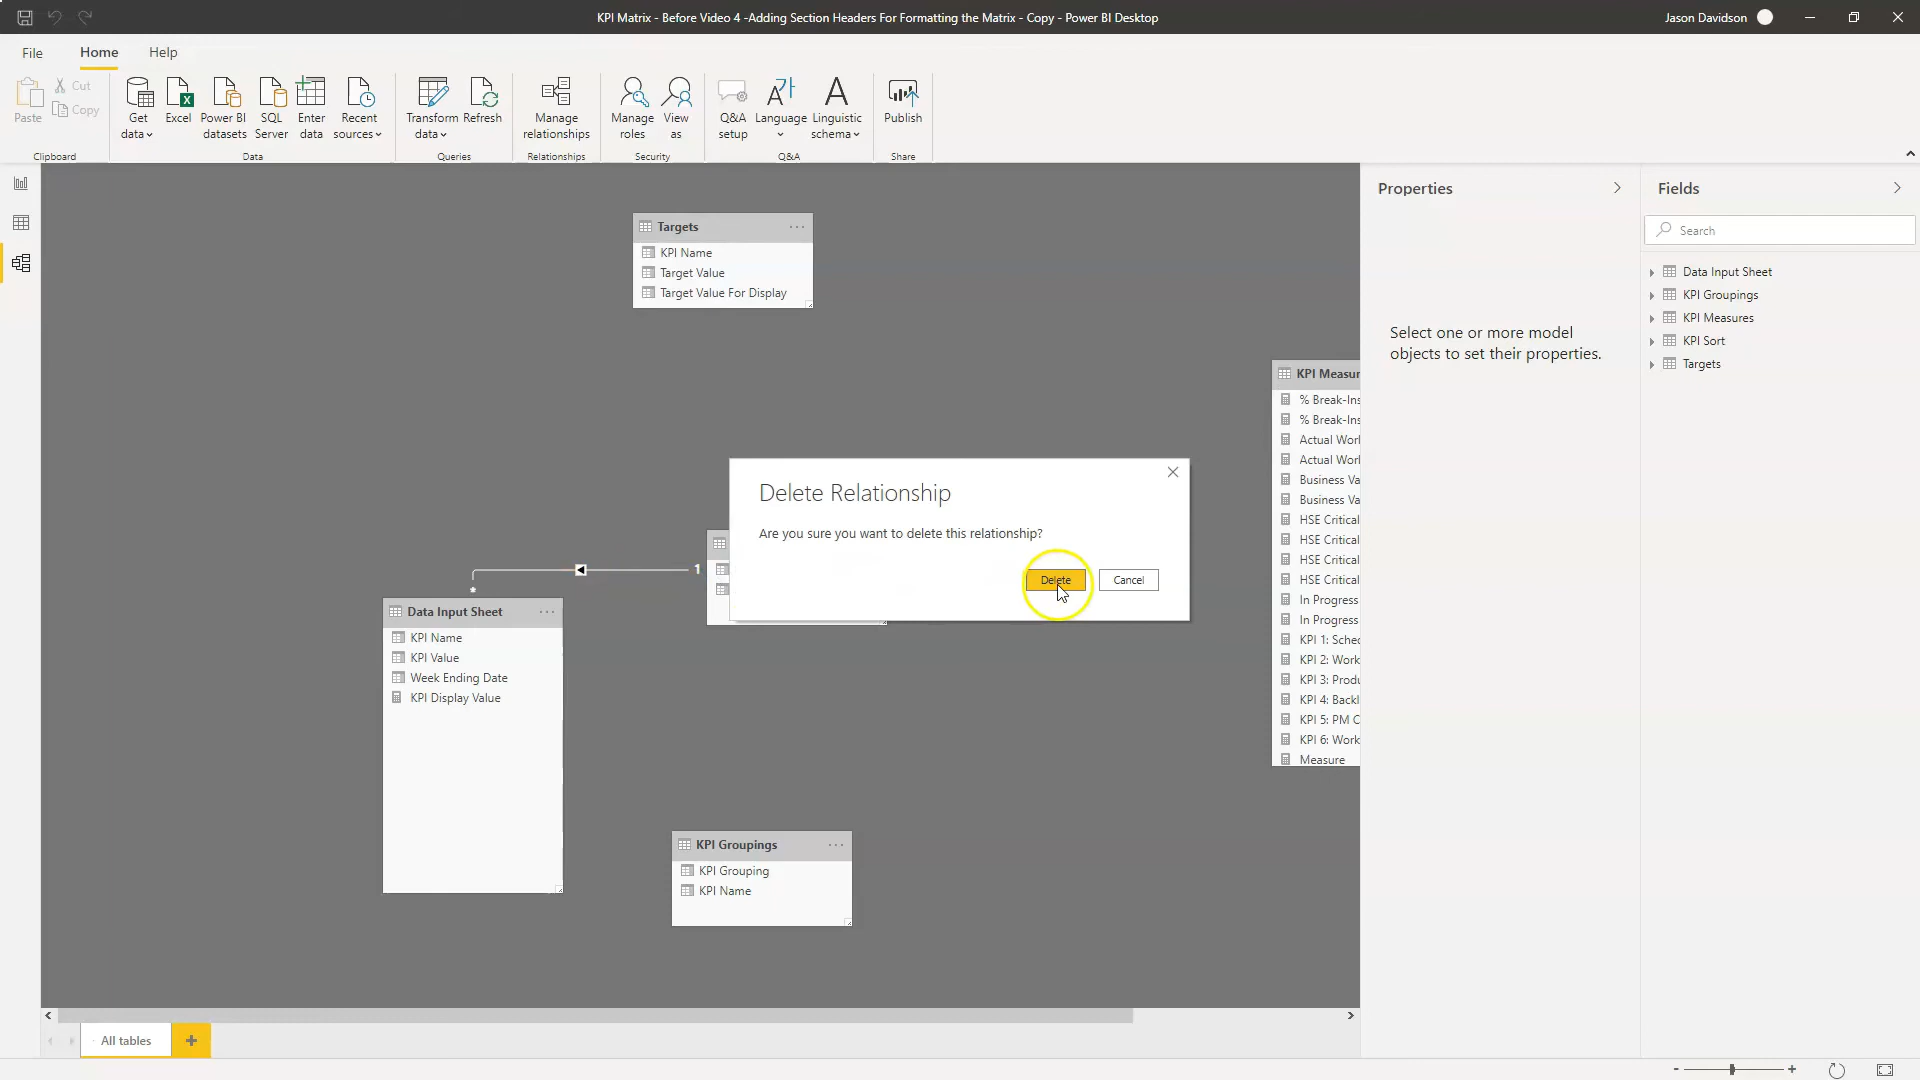 KPI Matrix - Before Video 4 -Adding Section Headers For Formatting the Matrix - Copy - Power BI Desktop
Jason Davidson
File
Home
Help
Paste
Cut
Copy
Clipboard
Get data
Excel
Power BI datasets
SQL Server
Enter data
Recent sources
Data
Transform data
Refresh
Queries
Manage relationships
Relationships
Manage roles
View as
Security
Q&A setup
Language
Linguistic schema
Q&A
Publish
Share
Targets
KPI Name
Target Value
Target Value For Display
KPI Measur
% Break-Ins
% Break-Ins
Actual Worl
Actual Worl
Business Va
Business Va
HSE Critical
HSE Critical
HSE Critical
HSE Critical
In Progress
In Progress
KPI 1: Sched
KPI 2: Work
KPI 3: Produ
KPI 4: Backl
KPI 5: PM C
KPI 6: Work
Measure
Delete Relationship
Are you sure you want to delete this relationship?
Delete
Cancel
1
*
Data Input Sheet
KPI Name
KPI Value
Week Ending Date
KPI Display Value
KPI Groupings
KPI Grouping
KPI Name
Properties
Select one or more model
objects to set their properties.
Fields
Search
Data Input Sheet
KPI Groupings
KPI Measures
KPI Sort
Targets
All tables